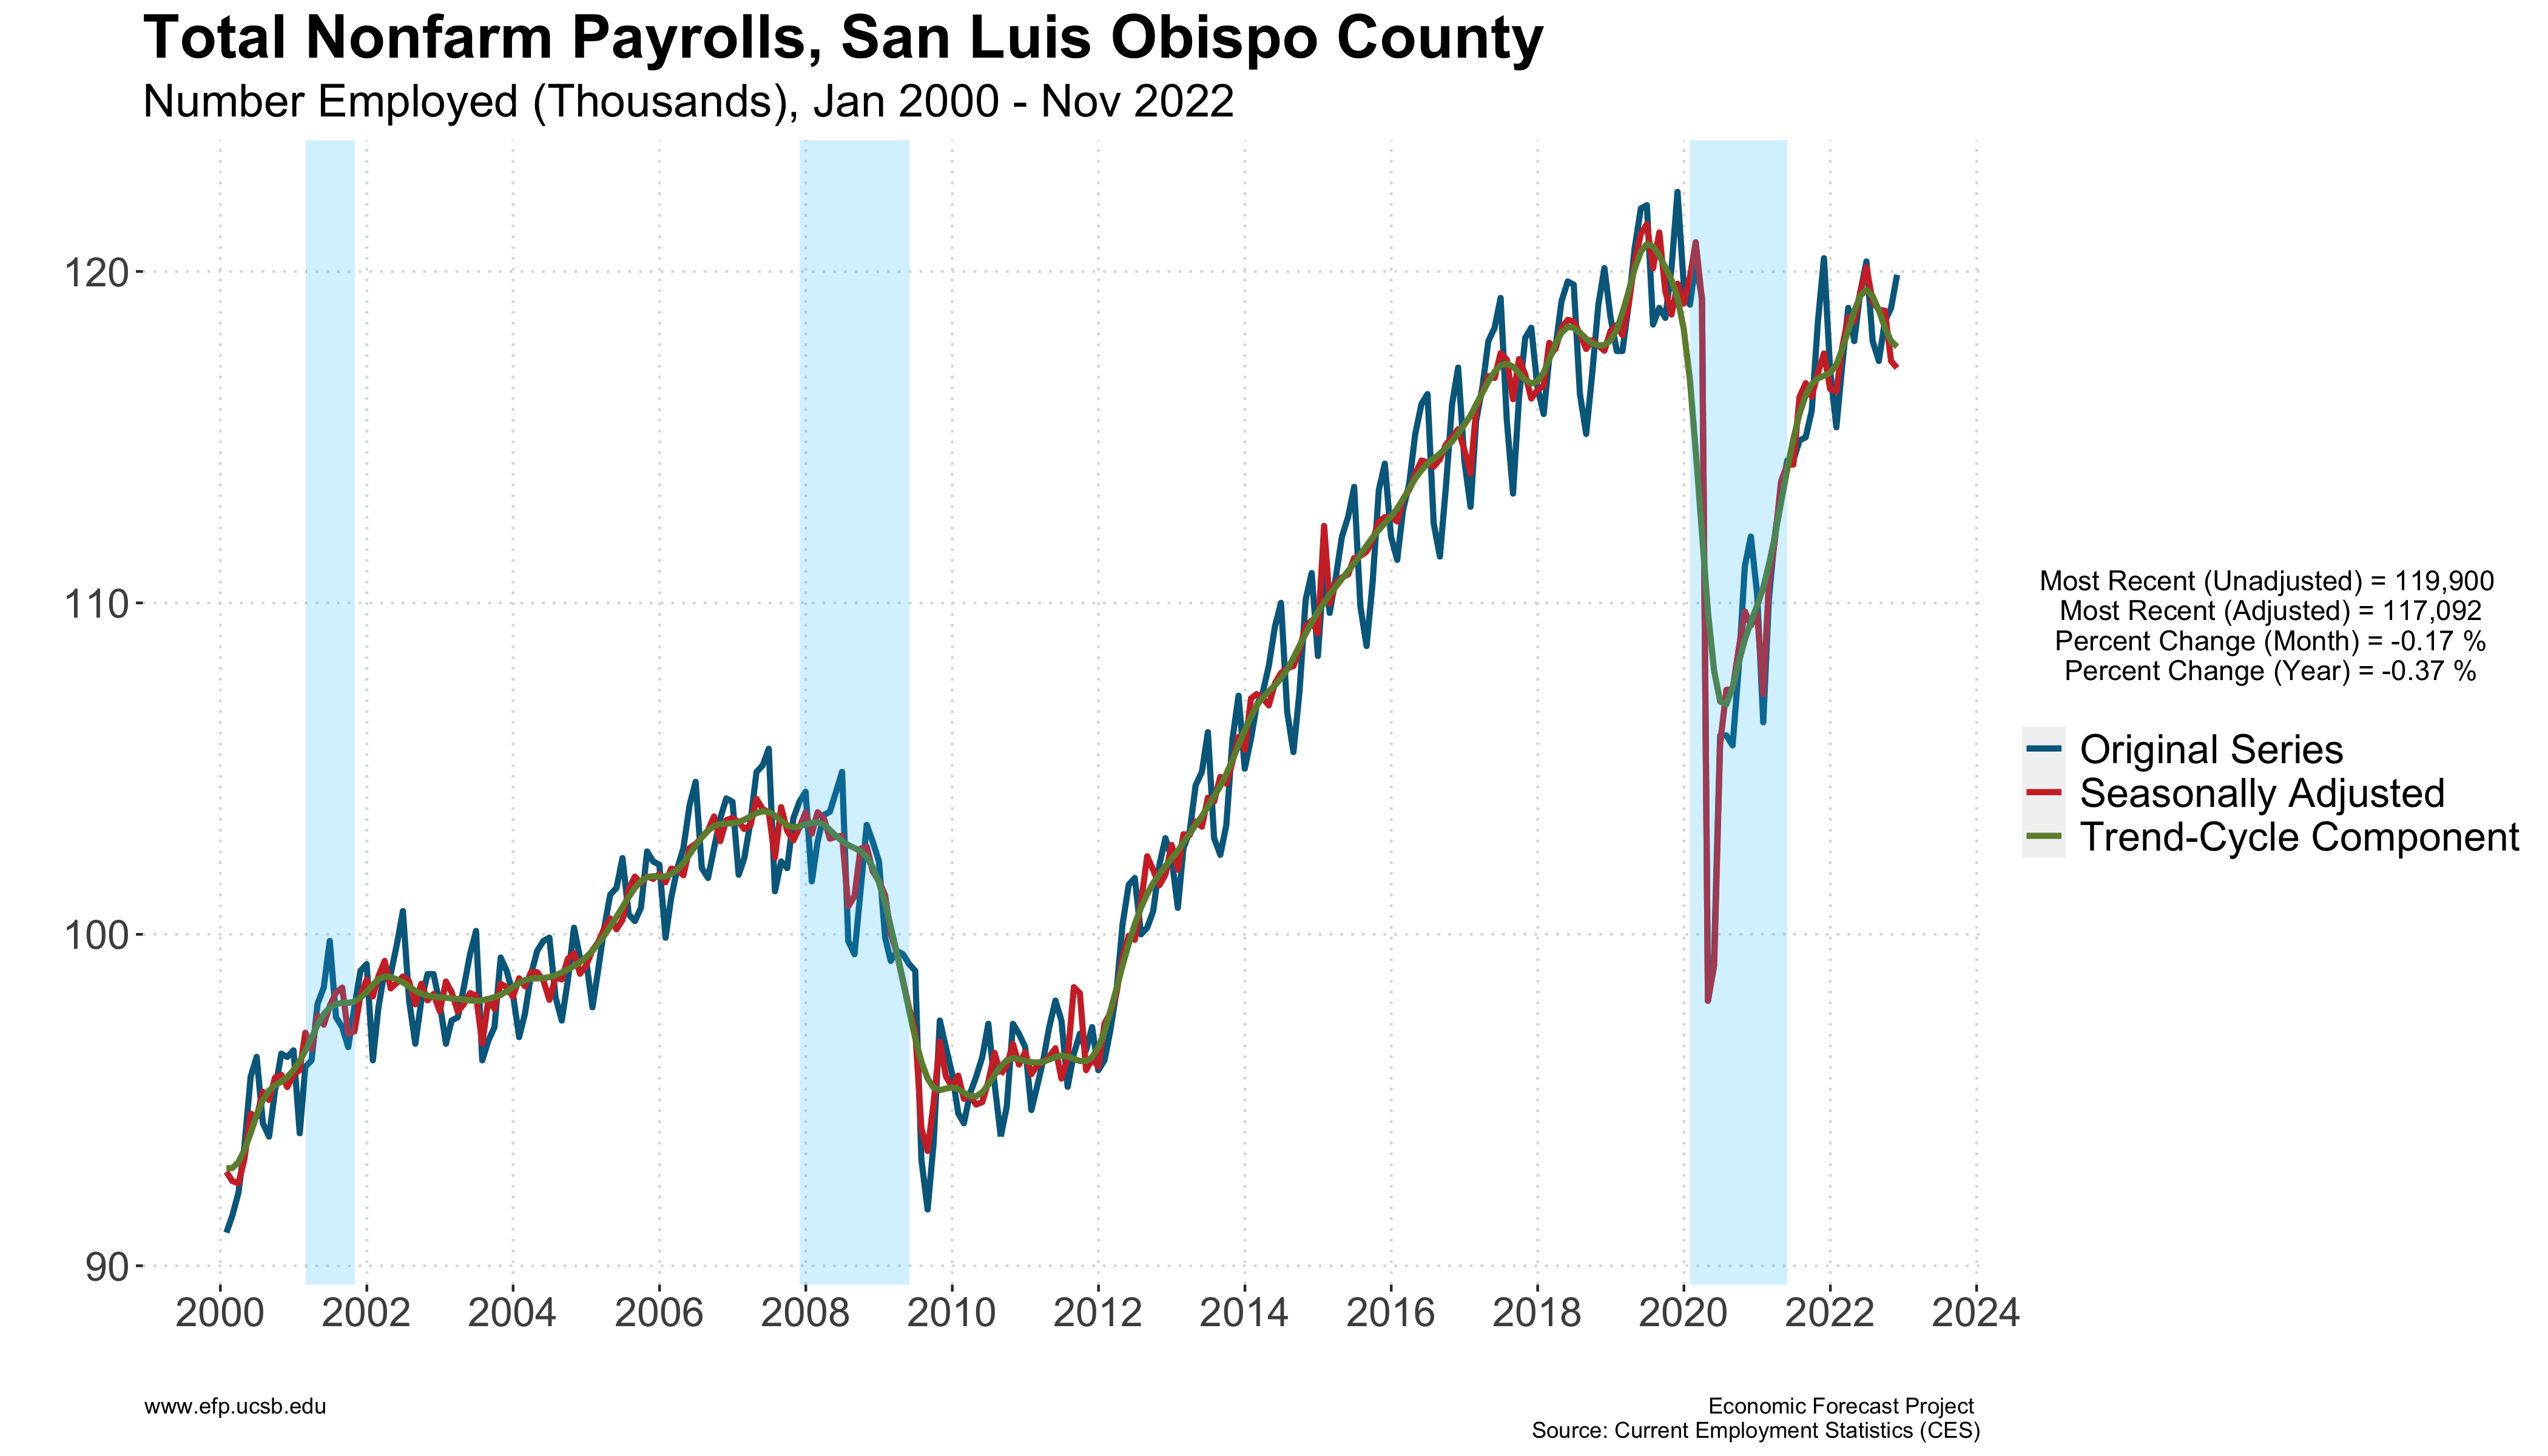 Total Nonfarm Payrolls, San Luis Obispo County
Number Employed (Thousands), Jan 2000 - Nov 2022
120
110
100
90
2000 2002 2004 2006 2008 2010 2012 2014 2016 2018 2020 2022 2024
Most Recent (Unadjusted) = 119,900
Most Recent (Adjusted) = 117,092
Percent Change (Month) = -0.17 %
Percent Change (Year) = -0.37 %
Original Series
Seasonally Adjusted
Trend-Cycle Component
www.efp.ucsb.edu
Economic Forecast Project
Source: Current Employment Statistics (CES)